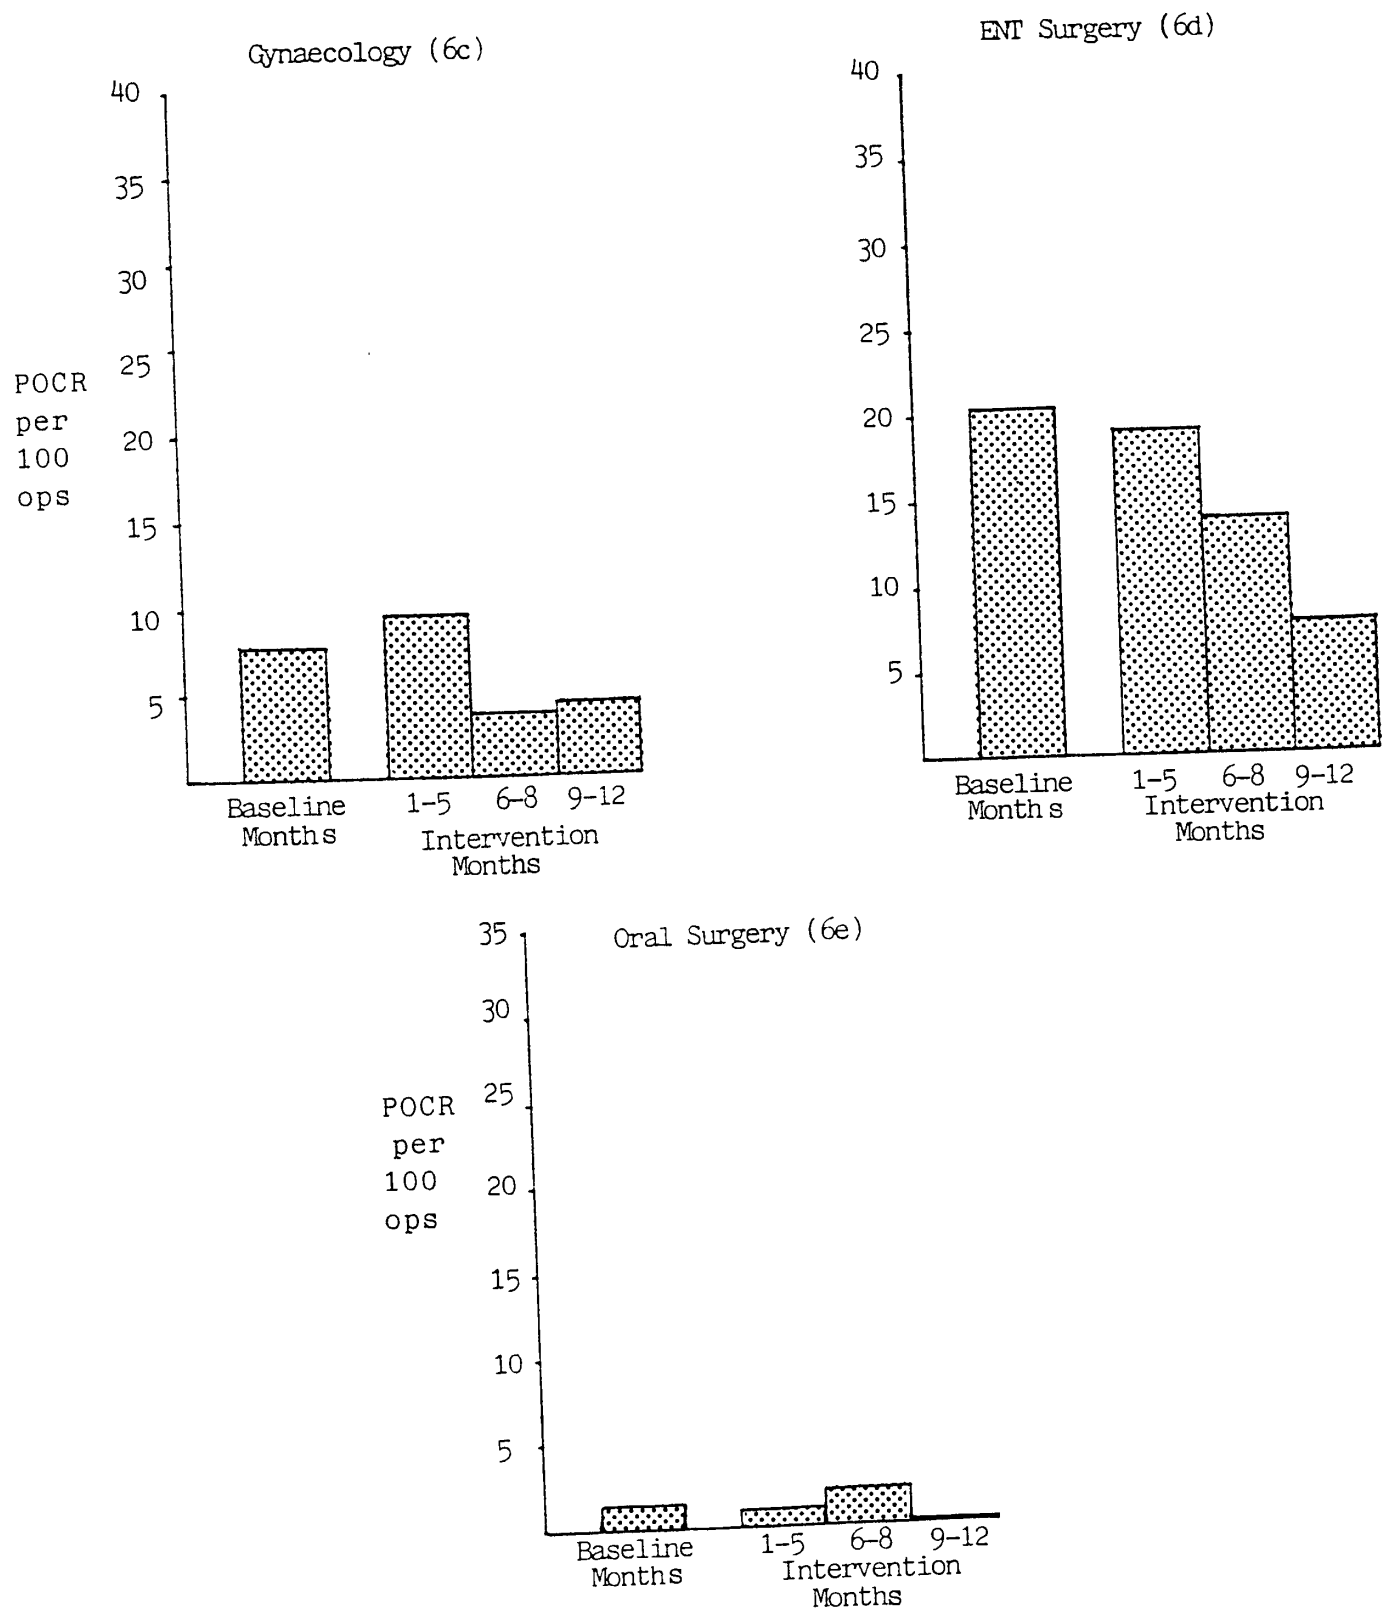 Gynaecology (6c)
40
35
30
25
20
15
10
5
POCR
per
100
ops
Baseline
Months
1-5 6-8 9-12
Intervention
Months
ENT Surgery (6d)
40
35
30
25
20
15
10
5
Baseline
Months
1-5 6-8 9-12
Intervention
Months
Oral Surgery (6e)
35
30
25
20
15
10
5
POCR
per
100
ops
Baseline
Months
1-5 6-8 9-12
Intervention
Months